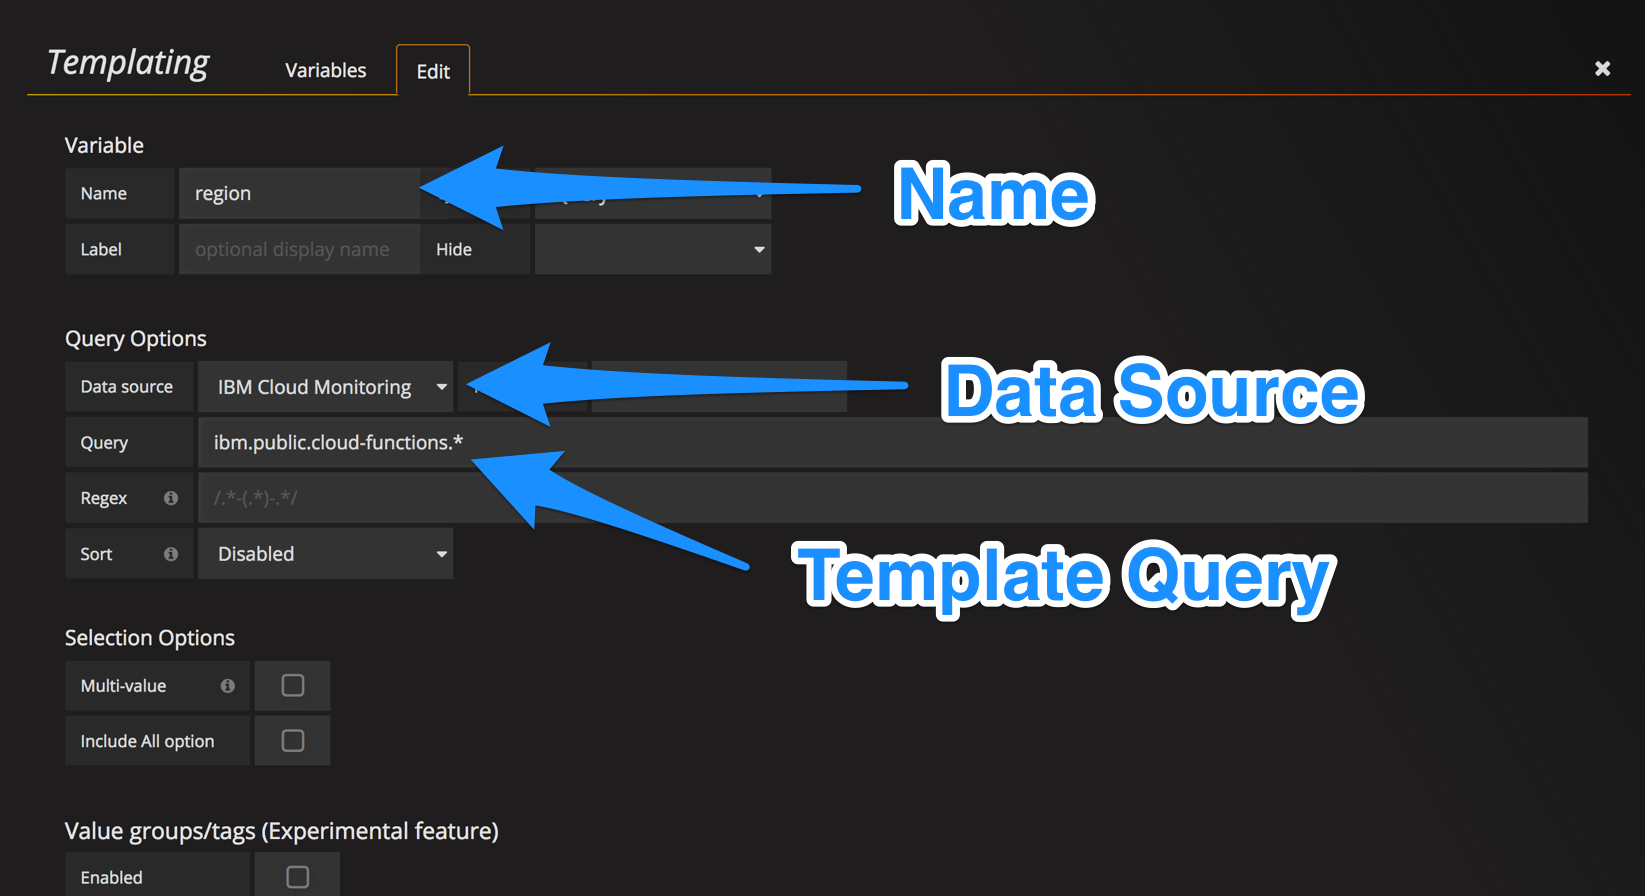 Templating Variables Edit ×
Variable
Name region
Name
Label optional display name Hide
Query Options
Data source IBM Cloud Monitoring
Data Source
Query ibm.public.cloud-functions.*
Regex /.*-(.*)-.*/
Sort Disabled
Template Query
Selection Options
Multi-value
Include All option
Value groups/tags (Experimental feature)
Enabled